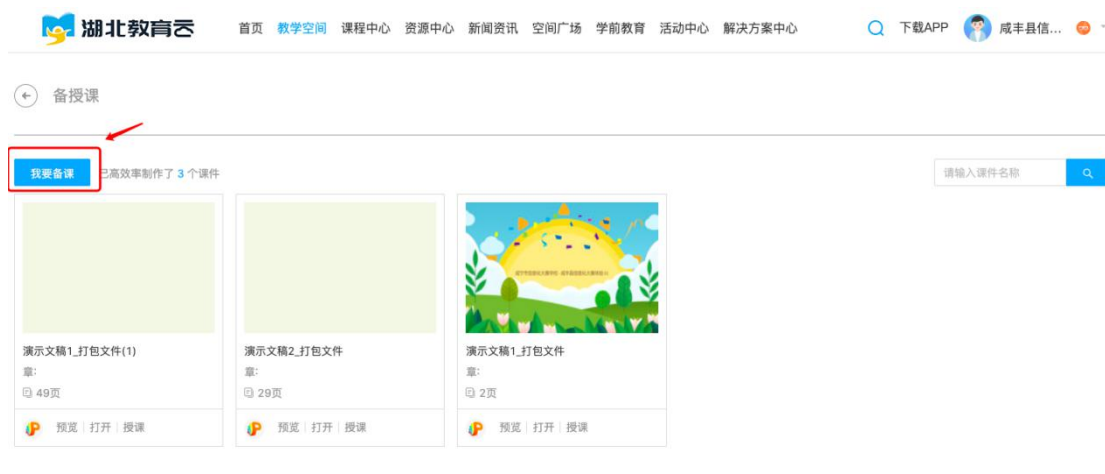 湖北教育云 首页 教学空间 课程中心 资源中心 新闻资讯 空间广场 学前教育 活动中心 解决方案中心 下载APP 咸丰县信...
备授课
我要备课 已高效率制作了 3 个课件 请输入课件名称
演示文稿1_打包文件(1) 演示文稿2_打包文件 演示文稿1_打包文件
章: 章: 章:
49页 29页 2页
预览 打开 授课 预览 打开 授课 预览 打开 授课